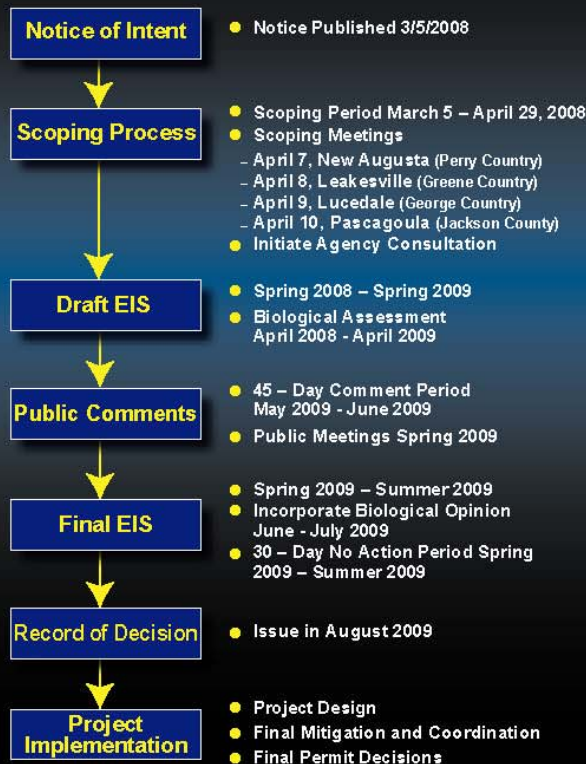 Notice of Intent
Notice Published 3/5/2008
Scoping Process
Scoping Period March 5 – April 29, 2008
Scoping Meetings
– April 7, New Augusta (Perry Country)
– April 8, Leakesville (Greene Country)
– April 9, Lucedale (George Country)
– April 10, Pascagoula (Jackson County)
Initiate Agency Consultation
Draft EIS
Spring 2008 – Spring 2009
Biological Assessment
April 2008 - April 2009
Public Comments
45 – Day Comment Period
May 2009 - June 2009
Public Meetings Spring 2009
Final EIS
Spring 2009 – Summer 2009
Incorporate Biological Opinion
June - July 2009
30 – Day No Action Period Spring
2009 – Summer 2009
Record of Decision
Issue in August 2009
Project
Implementation
Project Design
Final Mitigation and Coordination
Final Permit Decisions